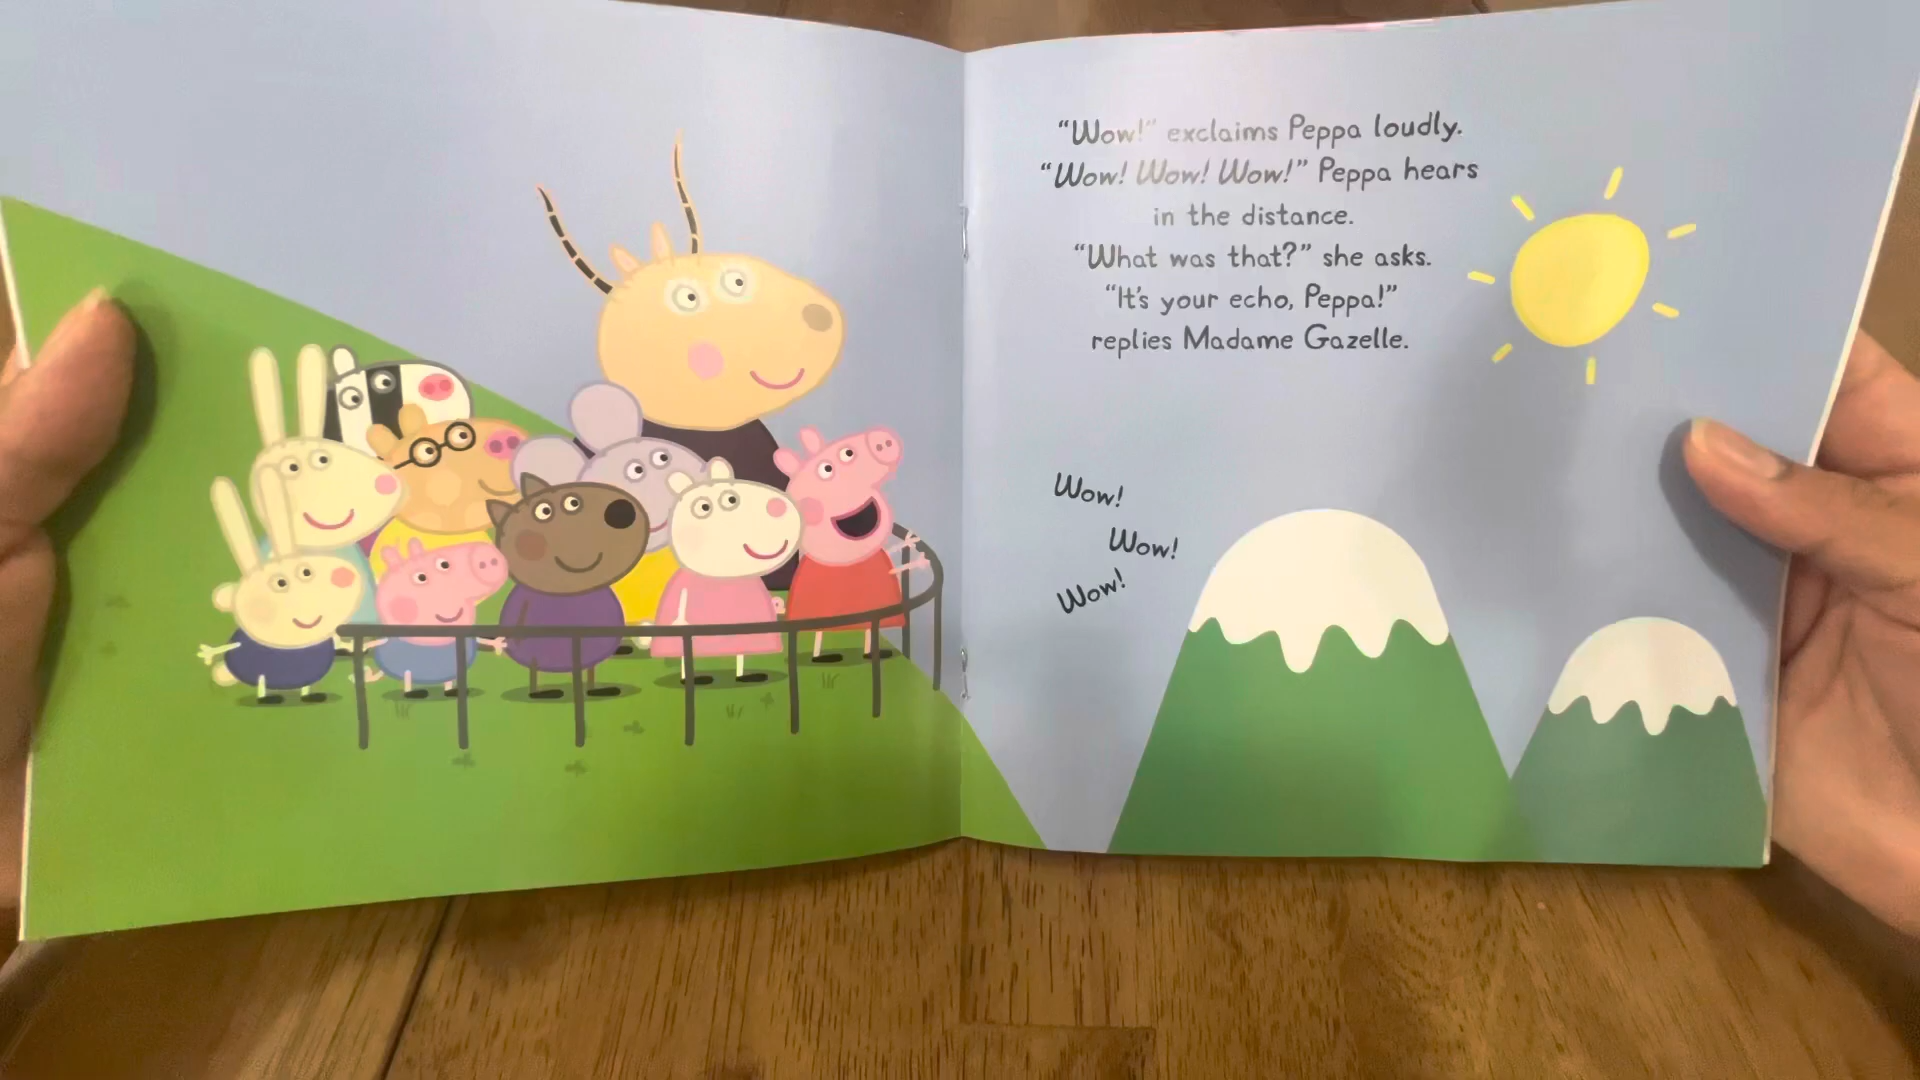 “Wow!” exclaims Peppa loudly.
“Wow! Wow! Wow!” Peppa hears
in the distance.
“What was that?” she asks.
“It’s your echo, Peppa!”
replies Madame Gazelle.
Wow!
Wow!
Wow!